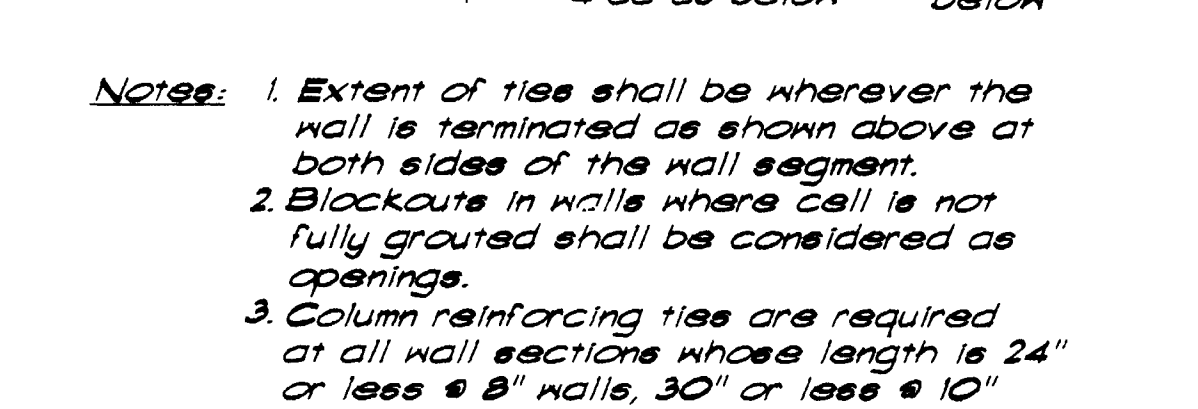 below below
Notes: 1. Extent of ties shall be wherever the
wall is terminated as shown above at
both sides of the wall segment.
2. Blockouts in walls where cell is not
fully grouted shall be considered as
openings.
3. Column reinforcing ties are required
at all wall sections whose length is 24"
or less @ 8" walls, 30" or less @ 10"